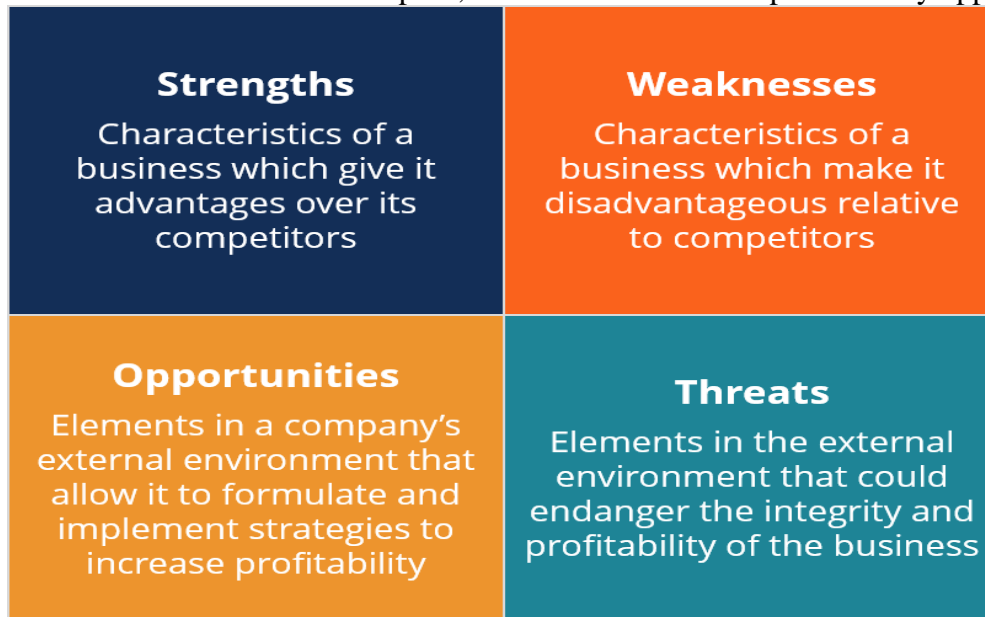 Strengths
Characteristics of a
business which give it
advantages over its
competitors
Weaknesses
Characteristics of a
business which make it
disadvantageous relative
to competitors
Opportunities
Elements in a company’s
external environment that
allow it to formulate and
implement strategies to
increase profitability
Threats
Elements in the external
environment that could
endanger the integrity and
profitability of the business